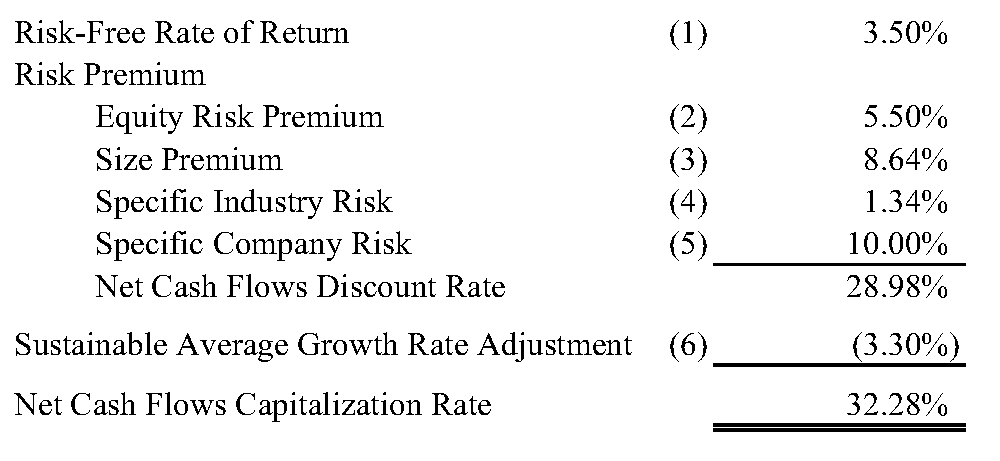 Risk-Free Rate of Return (1) 3.50%
Risk Premium
Equity Risk Premium (2) 5.50%
Size Premium (3) 8.64%
Specific Industry Risk (4) 1.34%
Specific Company Risk (5) 10.00%
Net Cash Flows Discount Rate 28.98%
Sustainable Average Growth Rate Adjustment (6) (3.30%)
Net Cash Flows Capitalization Rate 32.28%